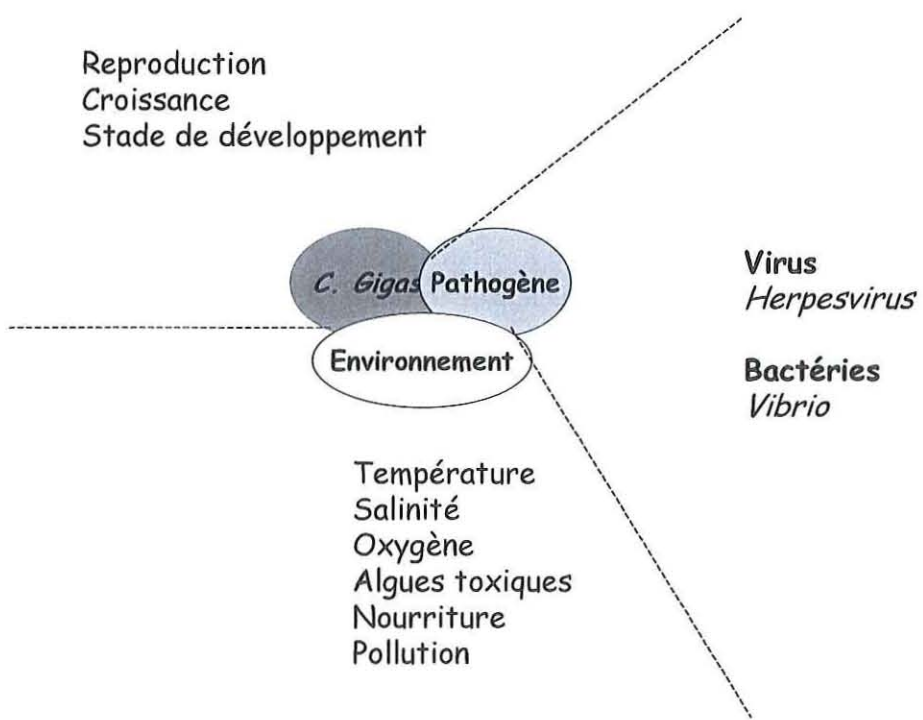 Reproduction
Croissance
Stade de développement
C. Gigas
Pathogène
Environnement
Virus
Herpesvirus
Bactéries
Vibrio
Température
Salinité
Oxygène
Algues toxiques
Nourriture
Pollution